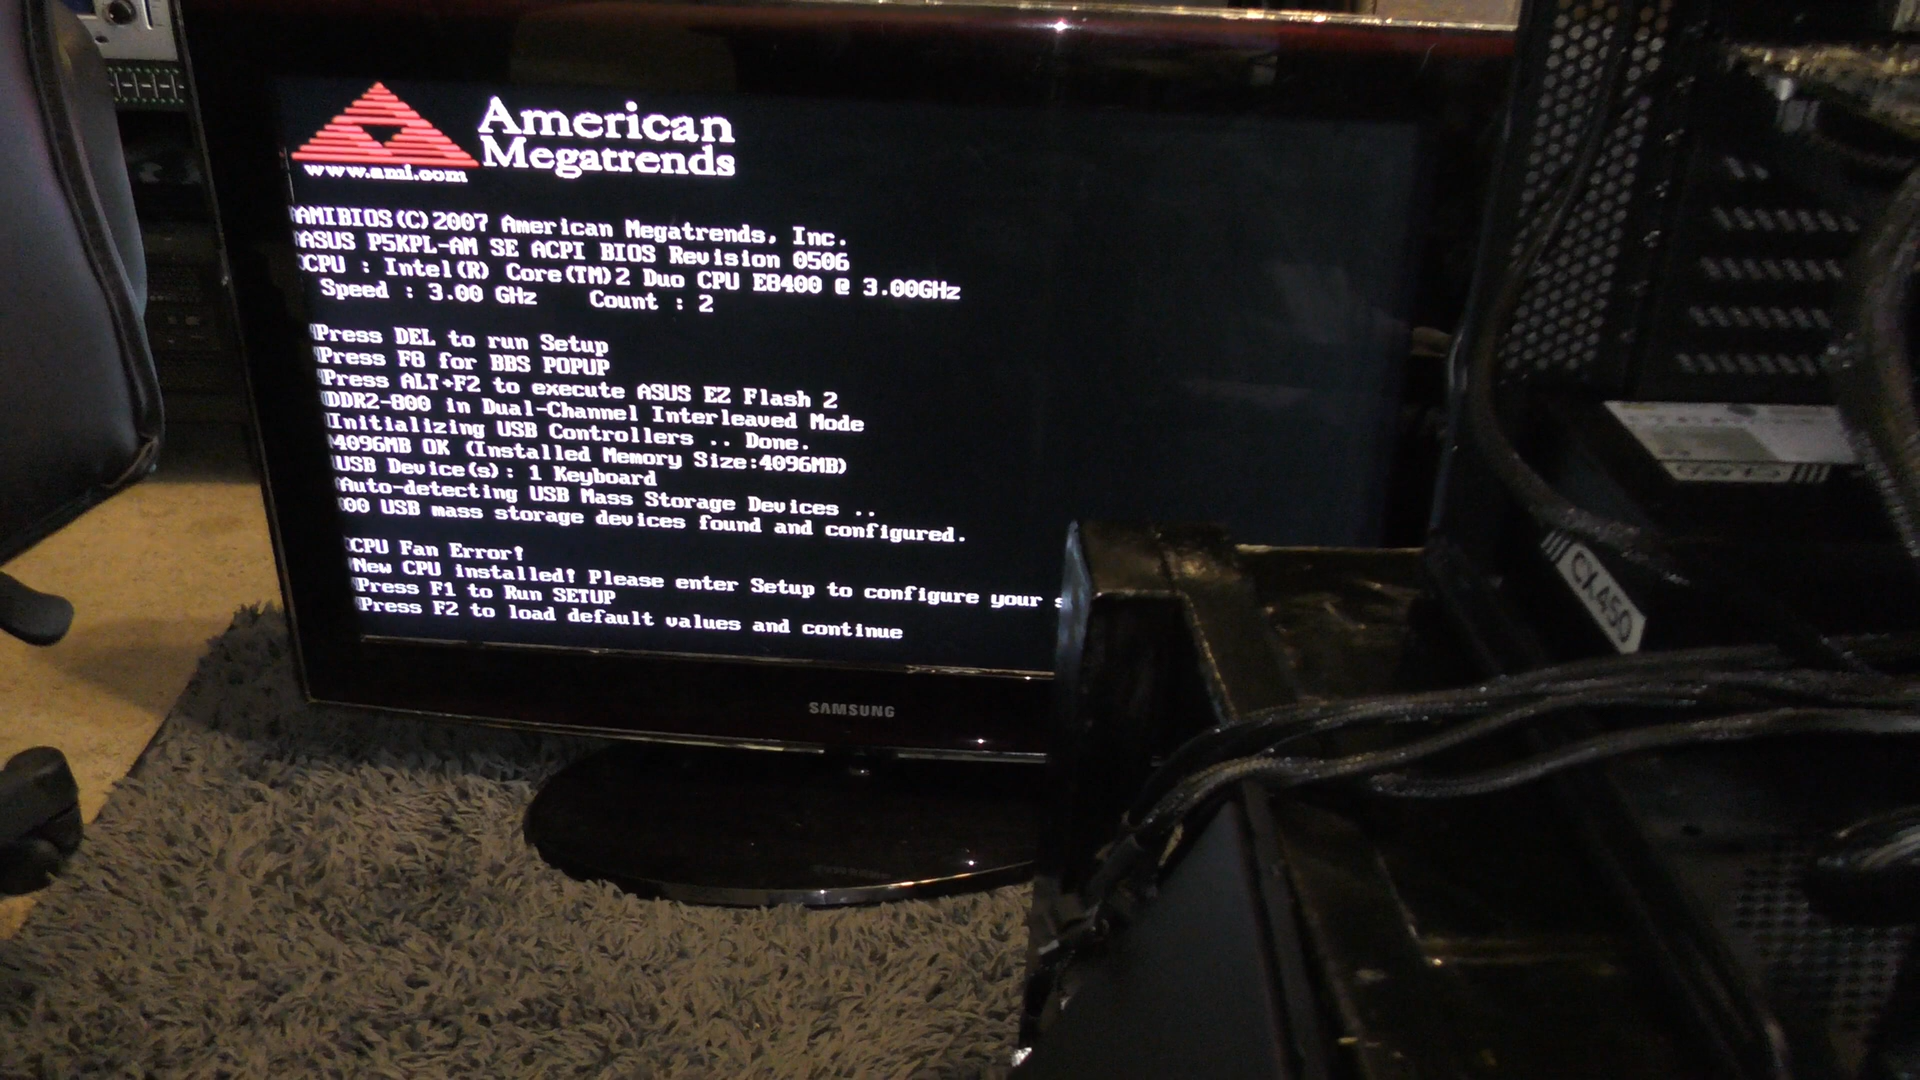 American
Megatrends
www.ami.com
AMIBIOS(C)2007 American Megatrends, Inc.
ASUS P5KPL-AM SE ACPI BIOS Revision 0506
CPU : Intel(R) Core(TM)2 Duo CPU E8400 @ 3.00GHz
Speed : 3.00 GHz Count : 2
Press DEL to run Setup
Press F8 for BBS POPUP
Press ALT+F2 to execute ASUS EZ Flash 2
DDR2-800 in Dual-Channel Interleaved Mode
Initializing USB Controllers .. Done.
4096MB OK (Installed Memory Size:4096MB)
USB Device(s): 1 Keyboard
Auto-detecting USB Mass Storage Devices ..
00 USB mass storage devices found and configured.
CPU Fan Error!
New CPU installed! Please enter Setup to configure your
Press F1 to Run SETUP
Press F2 to load default values and continue
SAMSUNG
CX450